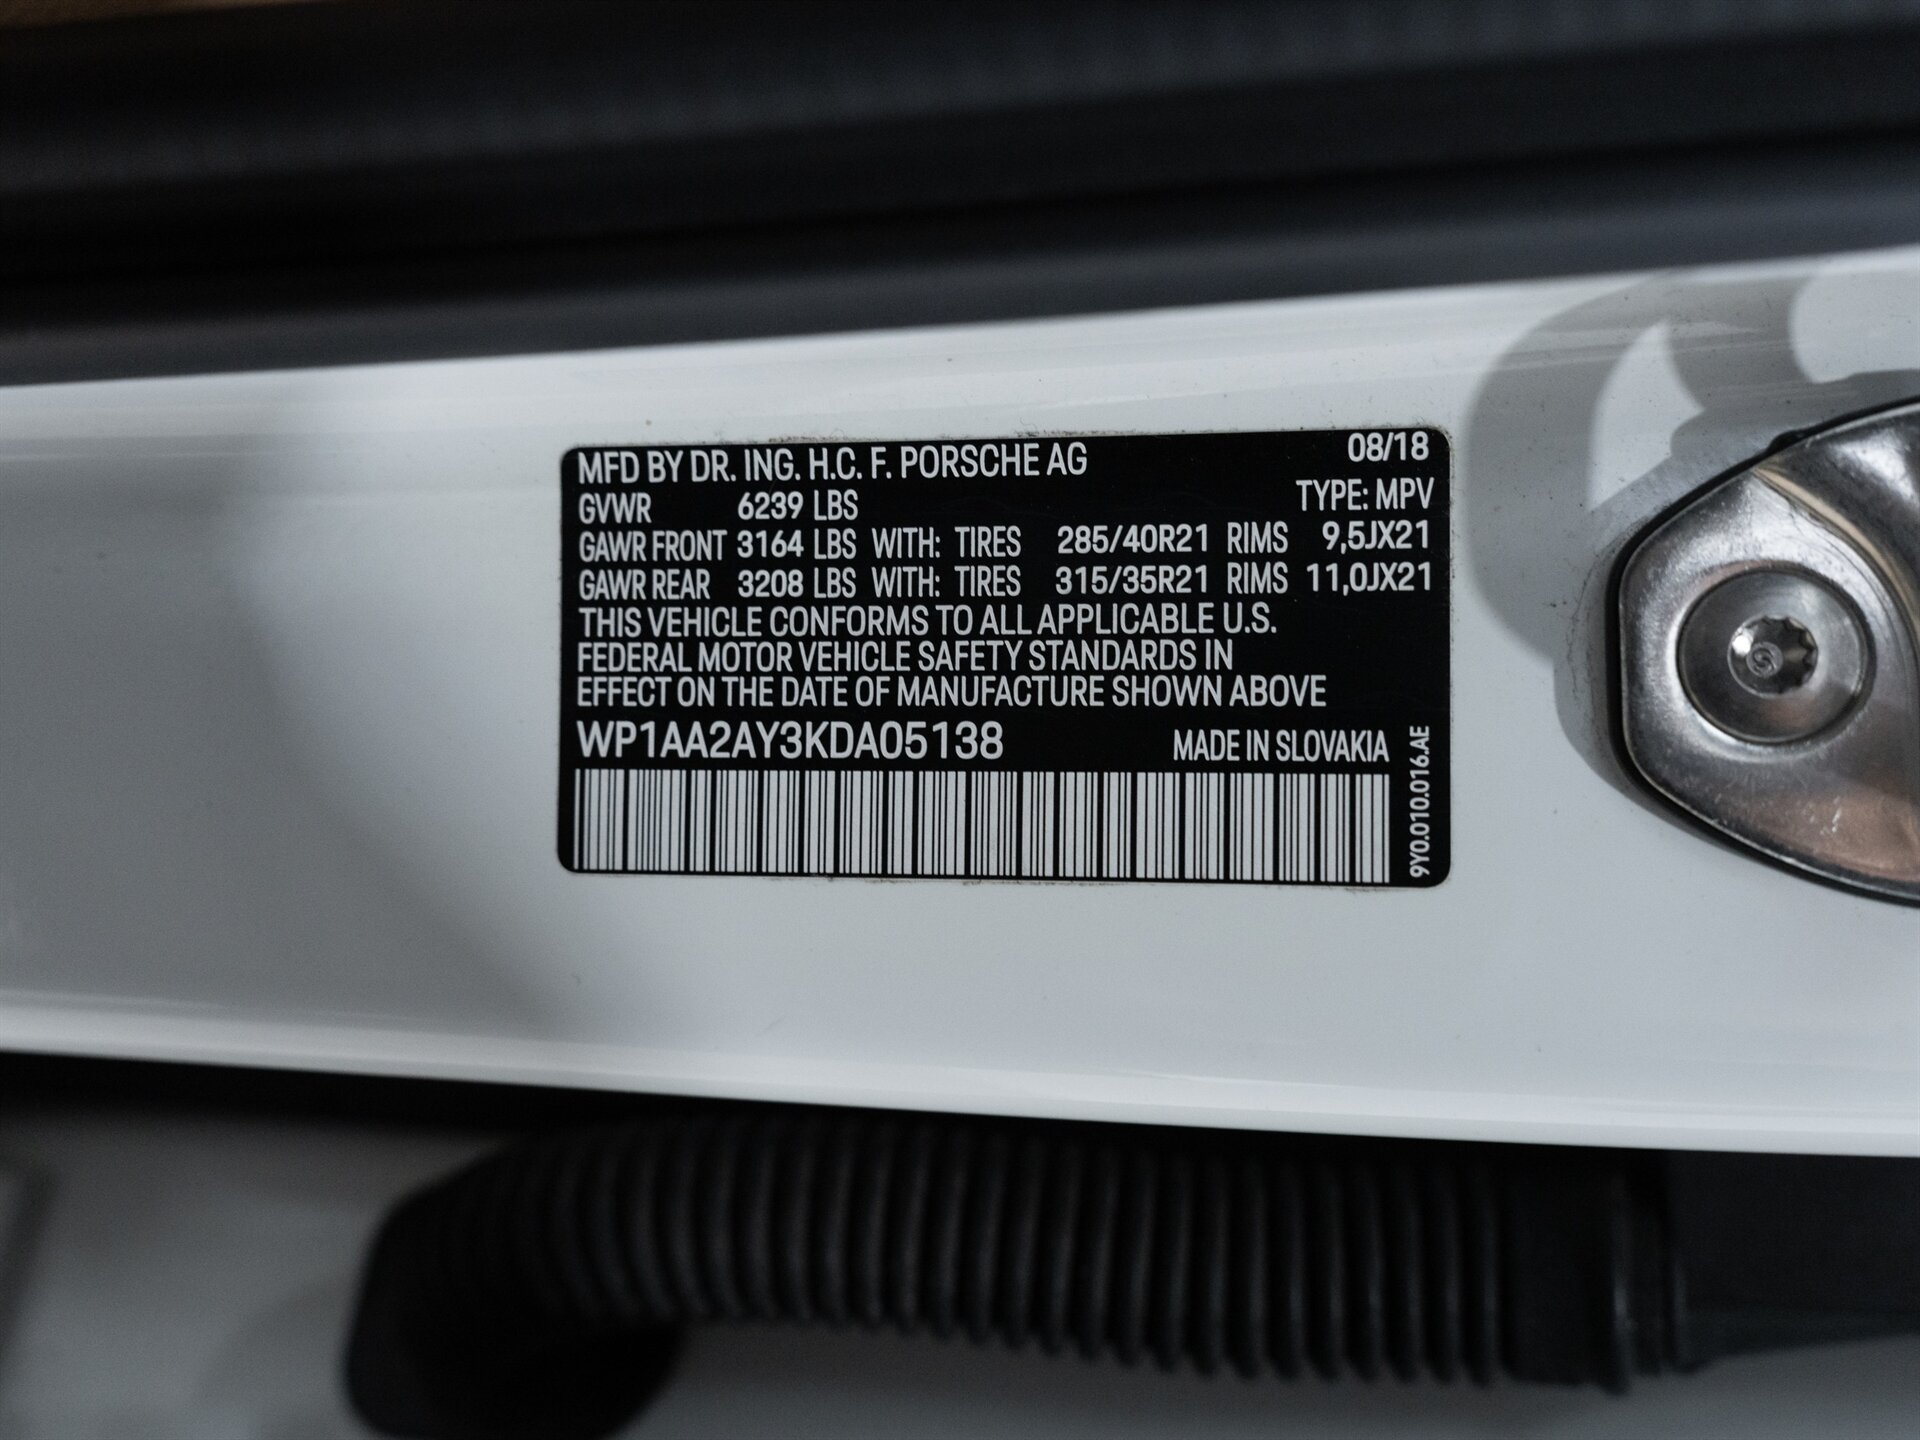 MFD BY DR. ING. H.C. F. PORSCHE AG 08/18
GVWR 6239 LBS TYPE: MPV
GAWR FRONT 3164 LBS WITH: TIRES 285/40R21 RIMS 9,5JX21
GAWR REAR 3208 LBS WITH: TIRES 315/35R21 RIMS 11,0JX21
THIS VEHICLE CONFORMS TO ALL APPLICABLE U.S.
FEDERAL MOTOR VEHICLE SAFETY STANDARDS IN
EFFECT ON THE DATE OF MANUFACTURE SHOWN ABOVE
WP1AA2AY3KDA05138 MADE IN SLOVAKIA
9Y0.010.016.AE